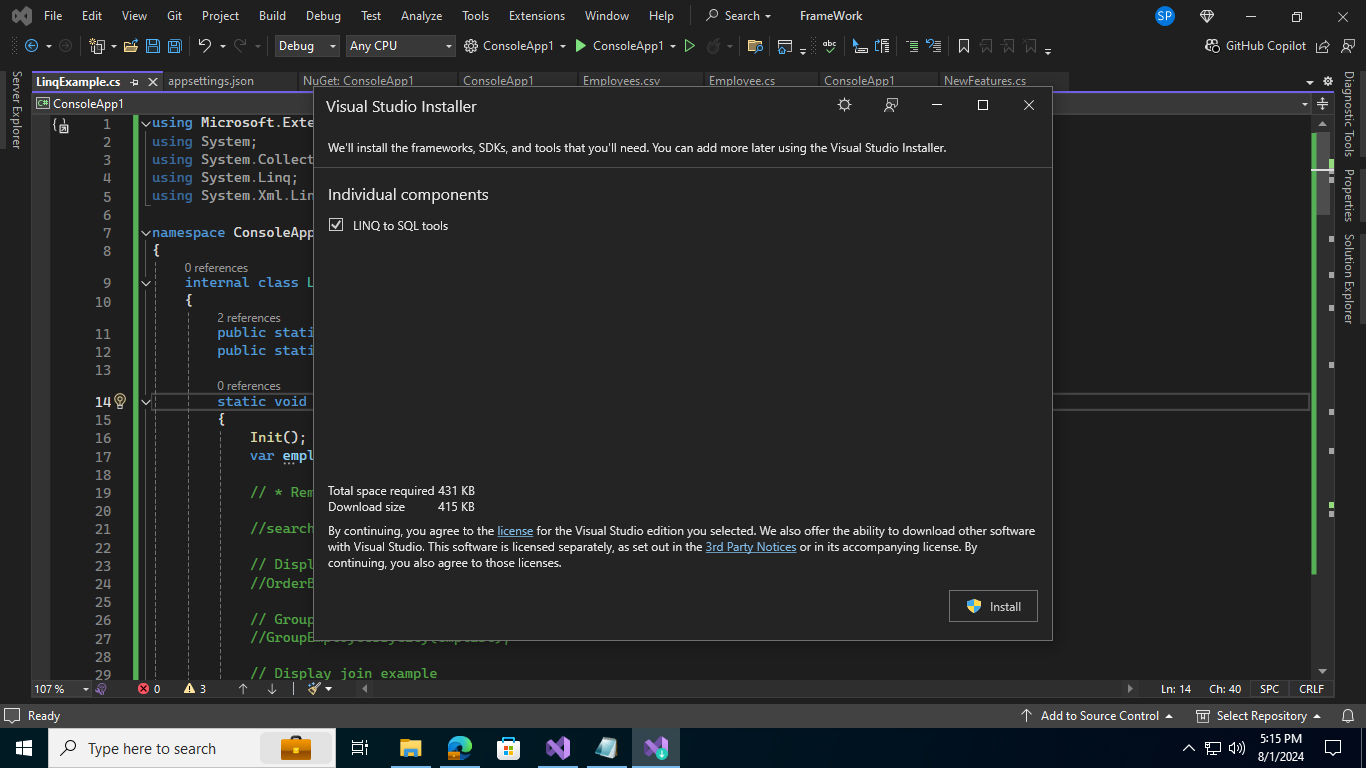 File Edit View Git Project Build Debug Test Analyze Tools Extensions Window Help Search FrameWork SP
Debug Any CPU ConsoleApp1 ConsoleApp1 GitHub Copilot
LinqExample.cs appsettings.json NuGet: ConsoleApp1 ConsoleApp1 Employees.csv Employee.cs ConsoleApp1 NewFeatures.cs
Server Explorer
C# ConsoleApp1
Visual Studio Installer
We'll install the frameworks, SDKs, and tools that you'll need. You can add more later using the Visual Studio Installer.
Individual components
LINQ to SQL tools
Total space required 431 KB
Download size 415 KB
By continuing, you agree to the license for the Visual Studio edition you selected. We also offer the ability to download other software
with Visual Studio. This software is licensed separately, as set out in the 3rd Party Notices or in its accompanying license. By
continuing, you also agree to those licenses.
Install
1 using Microsoft.Exte
2 using System;
3 using System.Collect
4 using System.Linq;
5 using System.Xml.Lin
6
7 namespace ConsoleApp
8 {
0 references
9 internal class L
10 {
2 references
11 public stati
12 public stati
13
0 references
14 static void
15 {
16 Init();
17 var empl
18
19 // * Rem
20
21 //search
22
23 // Displ
24 //OrderB
25
26 // Group
27
28
29 // Display join example
Diagnostic Tools
Properties
Solution Explorer
107 % 0 3 Ln: 14 Ch: 40 SPC CRLF
Ready Add to Source Control Select Repository
Type here to search
5:15 PM
8/1/2024